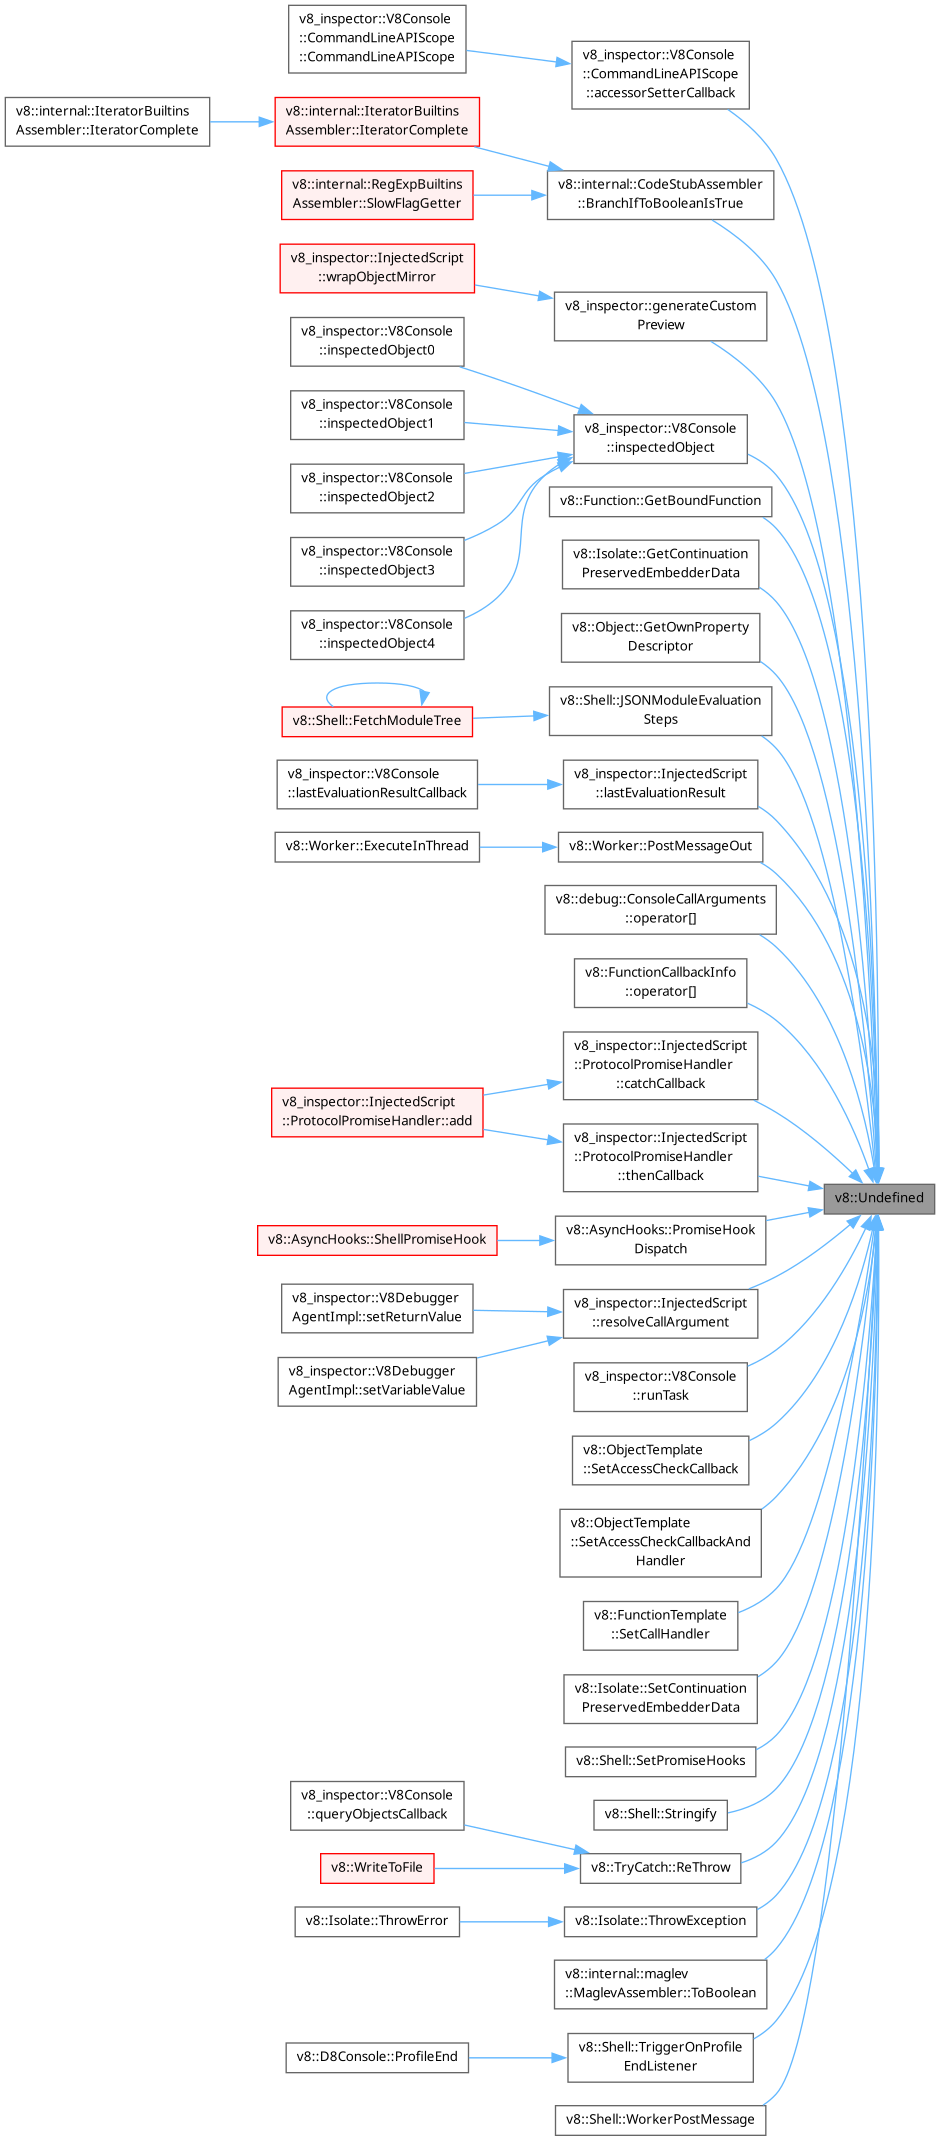 v8_inspector::V8Console
::CommandLineAPIScope
::CommandLineAPIScope
v8_inspector::V8Console
::CommandLineAPIScope
::accessorSetterCallback
v8::internal::IteratorBuiltins
Assembler::IteratorComplete
v8::internal::IteratorBuiltins
Assembler::IteratorComplete
v8::internal::RegExpBuiltins
Assembler::SlowFlagGetter
v8::internal::CodeStubAssembler
::BranchIfToBooleanIsTrue
v8_inspector::InjectedScript
::wrapObjectMirror
v8_inspector::generateCustom
Preview
v8_inspector::V8Console
::inspectedObject0
v8_inspector::V8Console
::inspectedObject1
v8_inspector::V8Console
::inspectedObject
v8_inspector::V8Console
::inspectedObject2
v8::Function::GetBoundFunction
v8_inspector::V8Console
::inspectedObject3
v8::Isolate::GetContinuation
PreservedEmbedderData
v8_inspector::V8Console
::inspectedObject4
v8::Object::GetOwnProperty
Descriptor
v8::Shell::FetchModuleTree
v8::Shell::JSONModuleEvaluation
Steps
v8_inspector::V8Console
::lastEvaluationResultCallback
v8_inspector::InjectedScript
::lastEvaluationResult
v8::Worker::ExecuteInThread
v8::Worker::PostMessageOut
v8::debug::ConsoleCallArguments
::operator[]
v8::FunctionCallbackInfo
::operator[]
v8_inspector::InjectedScript
::ProtocolPromiseHandler
::catchCallback
v8_inspector::InjectedScript
::ProtocolPromiseHandler::add
v8_inspector::InjectedScript
::ProtocolPromiseHandler
::thenCallback
v8::Undefined
v8::AsyncHooks::ShellPromiseHook
v8::AsyncHooks::PromiseHook
Dispatch
v8_inspector::V8Debugger
AgentImpl::setReturnValue
v8_inspector::InjectedScript
::resolveCallArgument
v8_inspector::V8Debugger
AgentImpl::setVariableValue
v8_inspector::V8Console
::runTask
v8::ObjectTemplate
::SetAccessCheckCallback
v8::ObjectTemplate
::SetAccessCheckCallbackAnd
Handler
v8::FunctionTemplate
::SetCallHandler
v8::Isolate::SetContinuation
PreservedEmbedderData
v8::Shell::SetPromiseHooks
v8_inspector::V8Console
::queryObjectsCallback
v8::Shell::Stringify
v8::WriteToFile
v8::TryCatch::ReThrow
v8::Isolate::ThrowError
v8::Isolate::ThrowException
v8::internal::maglev
::MaglevAssembler::ToBoolean
v8::D8Console::ProfileEnd
v8::Shell::TriggerOnProfile
EndListener
v8::Shell::WorkerPostMessage